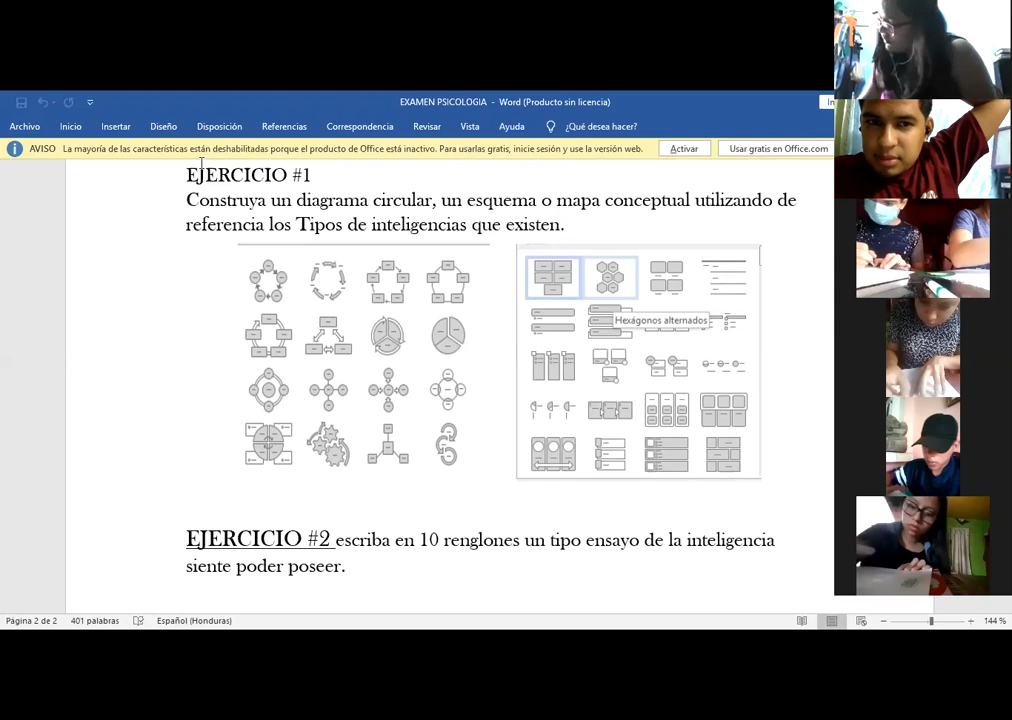 EXAMEN PSICOLOGIA - Word (Producto sin licencia)
In
Archivo Inicio Insertar Diseño Disposición Referencias Correspondencia Revisar Vista Ayuda ¿Qué desea hacer?
AVISO La mayoría de las características están deshabilitadas porque el producto de Office está inactivo. Para usarlas gratis, inicie sesión y use la versión web. Activar Usar gratis en Office.com
EJERCICIO #1
Construya un diagrama circular, un esquema o mapa conceptual utilizando de
referencia los Tipos de inteligencias que existen.
Hexágonos alternados
EJERCICIO #2 escriba en 10 renglones un tipo ensayo de la inteligencia
siente poder poseer.
Página 2 de 2 401 palabras Español (Honduras) 144 %